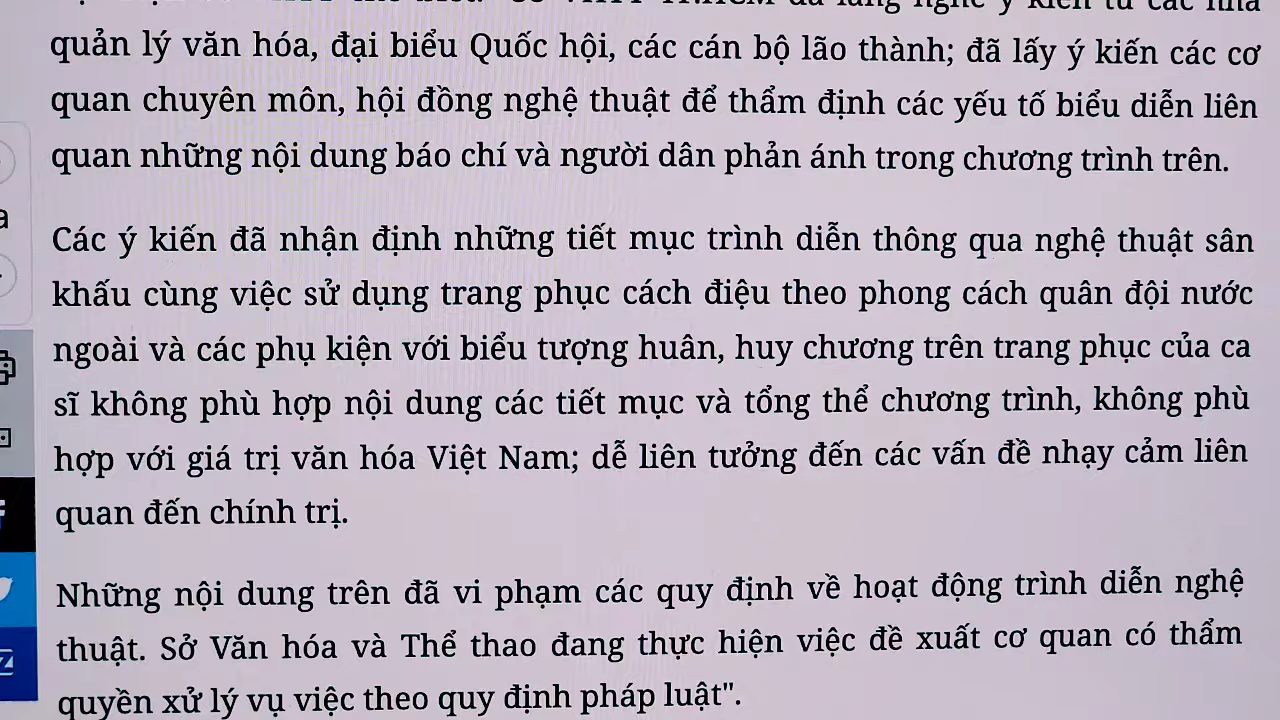 nghe ý kiến từ các nhà
quản lý văn hóa, đại biểu Quốc hội, các cán bộ lão thành; đã lấy ý kiến các cơ
quan chuyên môn, hội đồng nghệ thuật để thẩm định các yếu tố biểu diễn liên
quan những nội dung báo chí và người dân phản ánh trong chương trình trên.
Các ý kiến đã nhận định những tiết mục trình diễn thông qua nghệ thuật sân
khấu cùng việc sử dụng trang phục cách điệu theo phong cách quân đội nước
ngoài và các phụ kiện với biểu tượng huân, huy chương trên trang phục của ca
sĩ không phù hợp nội dung các tiết mục và tổng thể chương trình, không phù
hợp với giá trị văn hóa Việt Nam; dễ liên tưởng đến các vấn đề nhạy cảm liên
quan đến chính trị.
Những nội dung trên đã vi phạm các quy định về hoạt động trình diễn nghệ
thuật. Sở Văn hóa và Thể thao đang thực hiện việc đề xuất cơ quan có thẩm
quyền xử lý vụ việc theo quy định pháp luật".